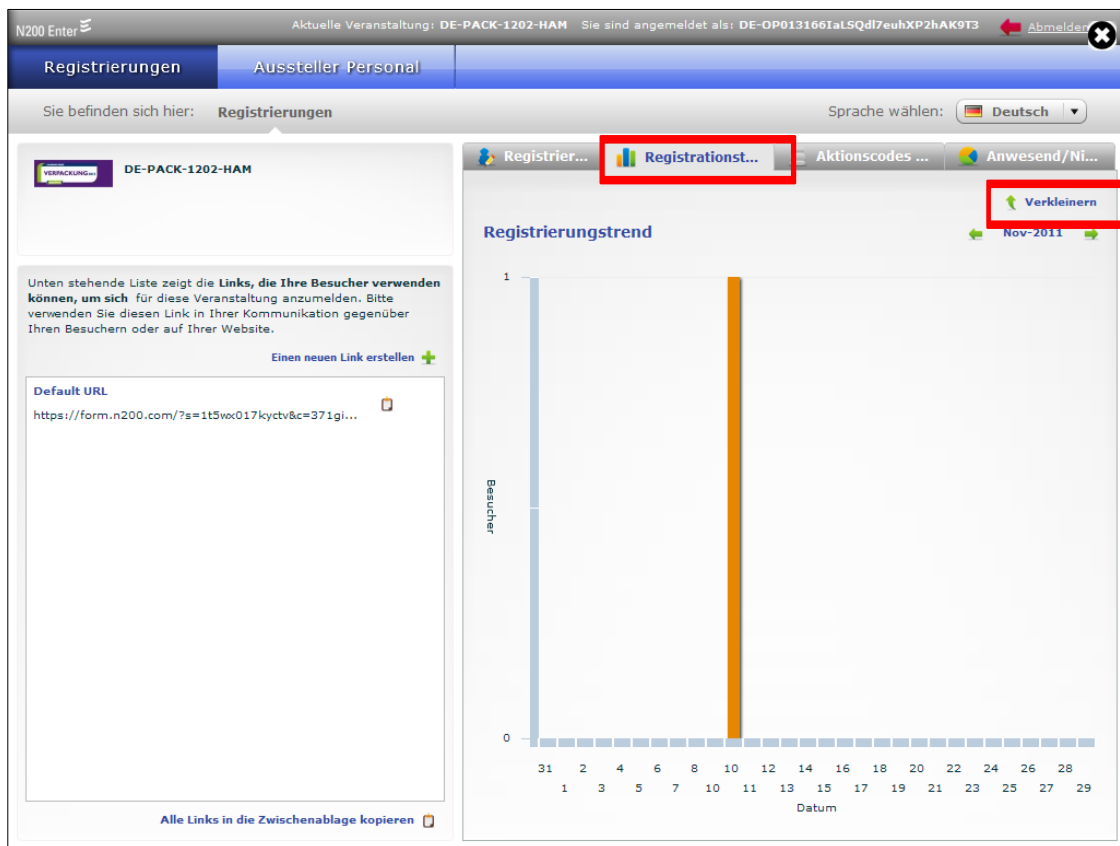 N200 Enter
Aktuelle Veranstaltung: DE-PACK-1202-HAM Sie sind angemeldet als: DE-OP013166IaLSQdl7euhXP2hAK9T3
Abmelden
Registrierungen
Aussteller Personal
Sie befinden sich hier: Registrierungen
Sprache wählen: Deutsch
VERPACKUNG
DE-PACK-1202-HAM
Unten stehende Liste zeigt die Links, die Ihre Besucher verwenden
können, um sich für diese Veranstaltung anzumelden. Bitte
verwenden Sie diesen Link in Ihrer Kommunikation gegenüber
Ihren Besuchern oder auf Ihrer Website.
Einen neuen Link erstellen
Default URL
https://form.n200.com/?s=1t5wx017kyctv&c=371gi...
Alle Links in die Zwischenablage kopieren
Registrier...
Registrationst...
Aktionscodes ...
Anwesend/Ni...
Verkleinern
Registrierungstrend
Nov-2011
1
Besucher
0
31 2 4 6 8 10 12 14 16 18 20 22 24 26 28
1 3 5 7 10 11 13 15 17 19 21 23 25 27 29
Datum